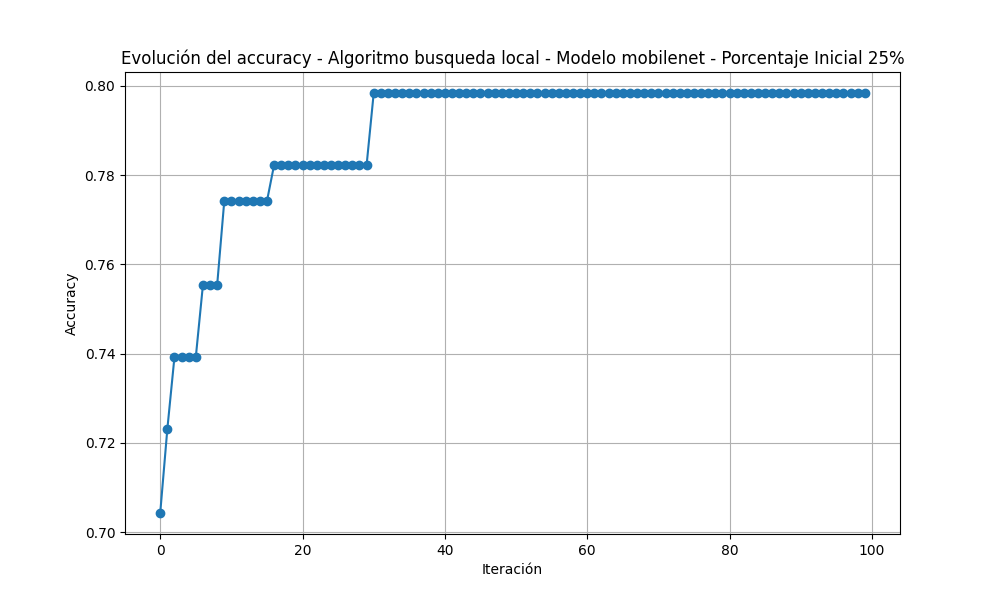 Evolución del accuracy - Algoritmo busqueda local - Modelo mobilenet - Porcentaje Inicial 25%
0.80
0.78
0.76
0.74
0.72
0.70
Accuracy
0 20 40 60 80 100
Iteración